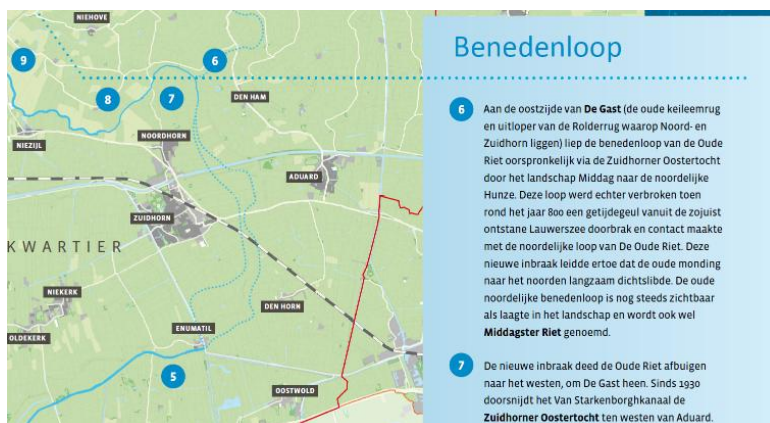 NIEHOVE
9
6
8
7
DEN HAM
NOORDHORN
NIEZIJL
ADUARD
ZUIDHORN
KWARTIER
NIEKERK
DEN HORN
OLDEKERK
ENUMATIL
5
OOSTWOLD
Benedenloop
6
Aan de oostzijde van De Gast (de oude keileemrug
en uitloper van de Rolderrug waarop Noord- en
Zuidhorn liggen) liep de benedenloop van de Oude
Riet oorspronkelijk via de Zuidhorner Oostertocht
door het landschap Middag naar de noordelijke
Hunze. Deze loop werd echter verbroken toen
rond het jaar 800 een getijdegeul vanuit de zojuist
ontstane Lauwerszee doorbrak en contact maakte
met de noordelijke loop van De Oude Riet. Deze
nieuwe inbraak leidde ertoe dat de oude monding
naar het noorden langzaam dichtslibde. De oude
noordelijke benedenloop is nog steeds zichtbaar
als laagte in het landschap en wordt ook wel
Middagster Riet genoemd.
7
De nieuwe inbraak deed de Oude Riet afbuigen
naar het westen, om De Gast heen. Sinds 1930
doorsnijdt het Van Starkenborghkanaal de
Zuidhorner Oostertocht ten westen van Aduard.